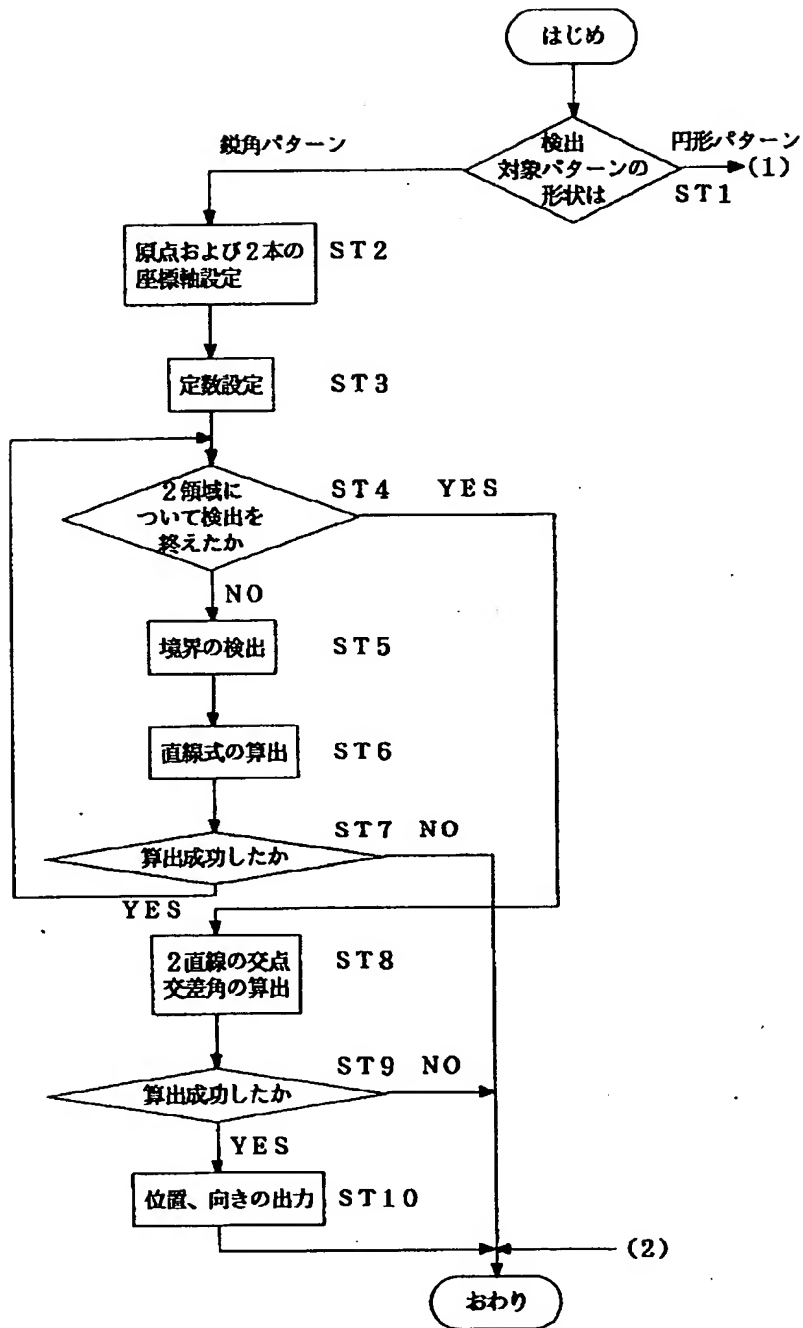 はじめ
検出
対象パターンの
形状は
鋭角パターン
円形パターン
(1)
ST1
原点および2本の
座標軸設定
ST2
定数設定
ST3
2領域に
ついて検出を
終えたか
ST4 YES
NO
境界の検出
ST5
直線式の算出
ST6
算出成功したか
ST7 NO
YES
2直線の交点
交差角の算出
ST8
算出成功したか
ST9 NO
YES
位置、向きの出力
ST10
(2)
おわり